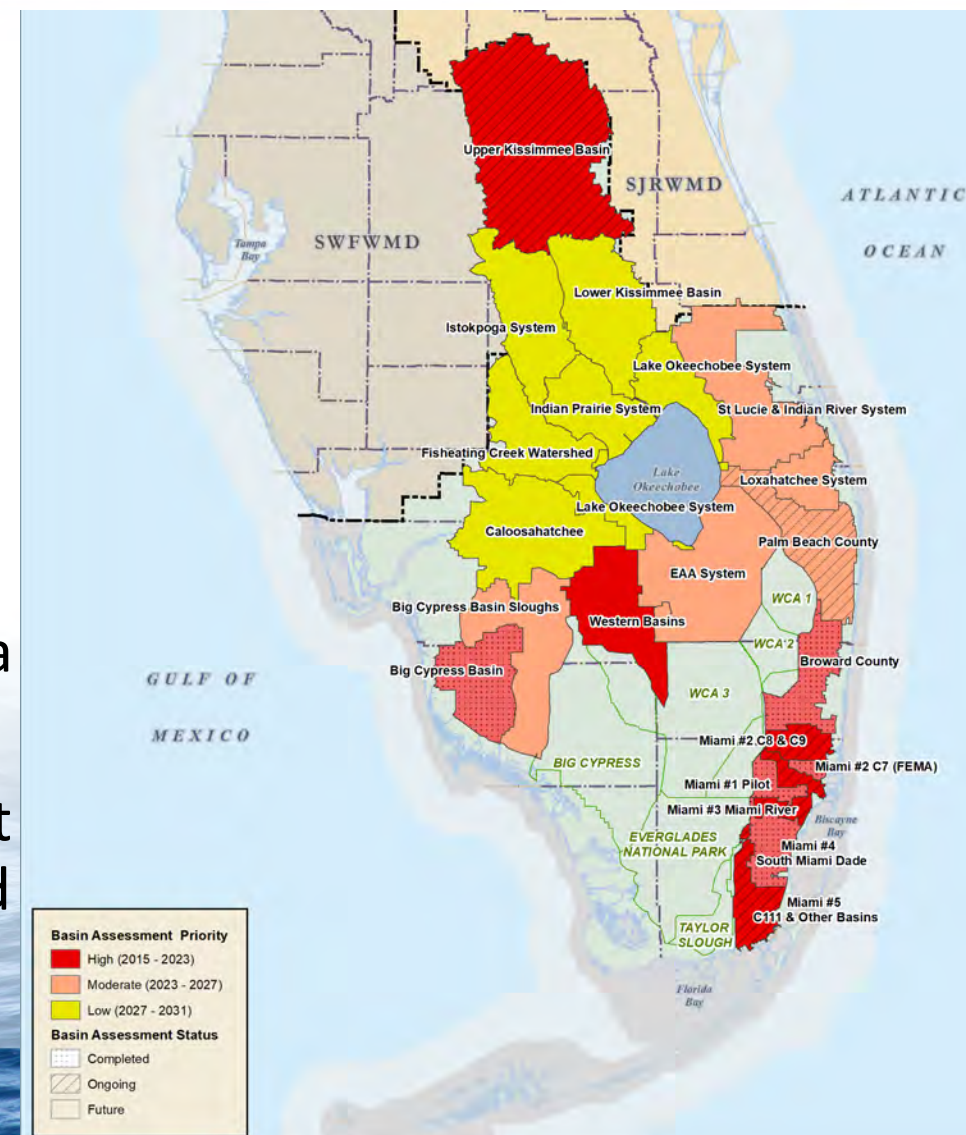 Upper Kissimmee Basin
SJRWMD
ATLANTIC
OCEAN
SWFWMD
Tampa
Bay
Lower Kissimmee Basin
Istokpoga System
Lake Okeechobee System
Indian Prairie System
St Lucie & Indian River System
Fisheating Creek Watershed
Lake
Okeechobee
Loxahatchee System
Lake Okeechobee System
Caloosahatchee
Palm Beach County
EAA System
WCA 1
Big Cypress Basin Sloughs
Western Basins
WCA 2
Broward County
a
Big Cypress Basin
GULF OF
MEXICO
WCA 3
Miami #2 C8 & C9
BIG CYPRESS
Miami #2 C7 (FEMA)
Miami #1 Pilot
t
Miami #3 Miami River
Biscayne
Bay
EVERGLADES
NATIONAL PARK
Miami #4
South Miami Dade
d
Miami #5
C111 & Other Basins
TAYLOR
SLOUGH
Florida
Bay
Basin Assessment Priority
High (2015 - 2023)
Moderate (2023 - 2027)
Low (2027 - 2031)
Basin Assessment Status
Completed
Ongoing
Future